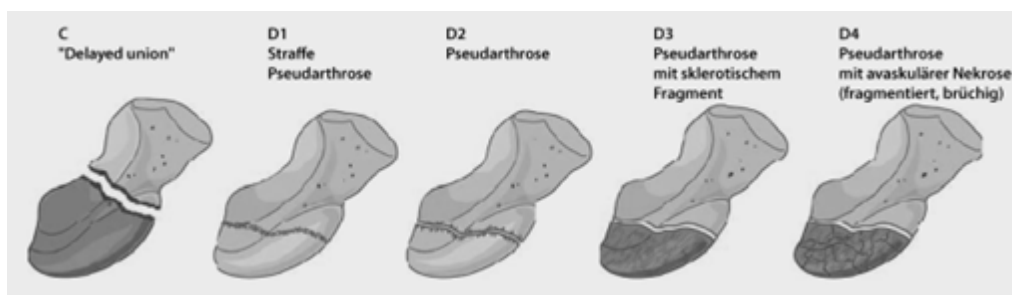 C
"Delayed union"
D1
Straffe
Pseudarthrose
D2
Pseudarthrose
D3
Pseudarthrose
mit sklerotischem
Fragment
D4
Pseudarthrose
mit avaskulärer Nekrose
(fragmentiert, brüchig)